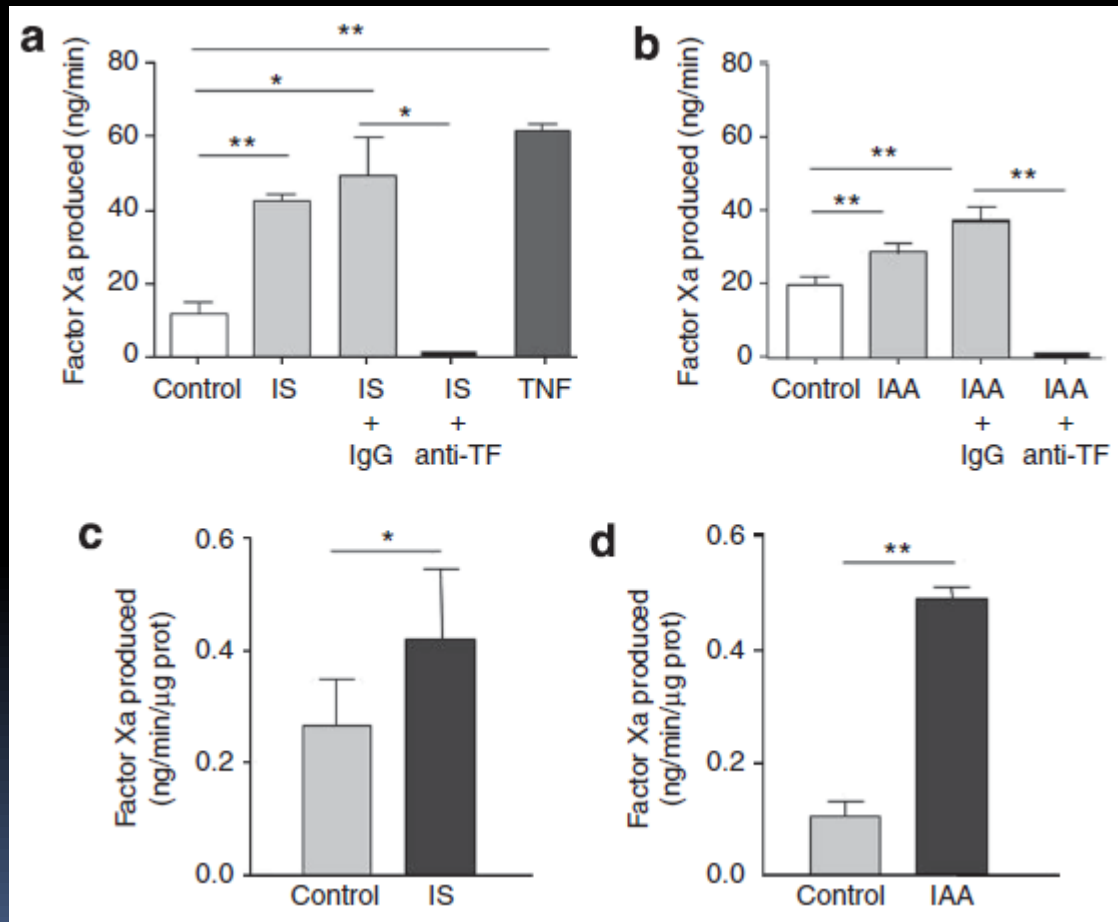 a
Factor Xa produced (ng/min)
80
60
40
20
0
**
*
*
**
Control IS IS IS TNF
+ +
IgG anti-TF
b
Factor Xa produced (ng/min)
80
60
40
20
0
**
**
**
Control IAA IAA IAA
+ +
IgG anti-TF
c
Factor Xa produced
(ng/min/μg prot)
0.6
0.4
0.2
0.0
*
Control IS
d
Factor Xa produced
(ng/min/μg prot)
0.6
0.4
0.2
0.0
**
Control IAA